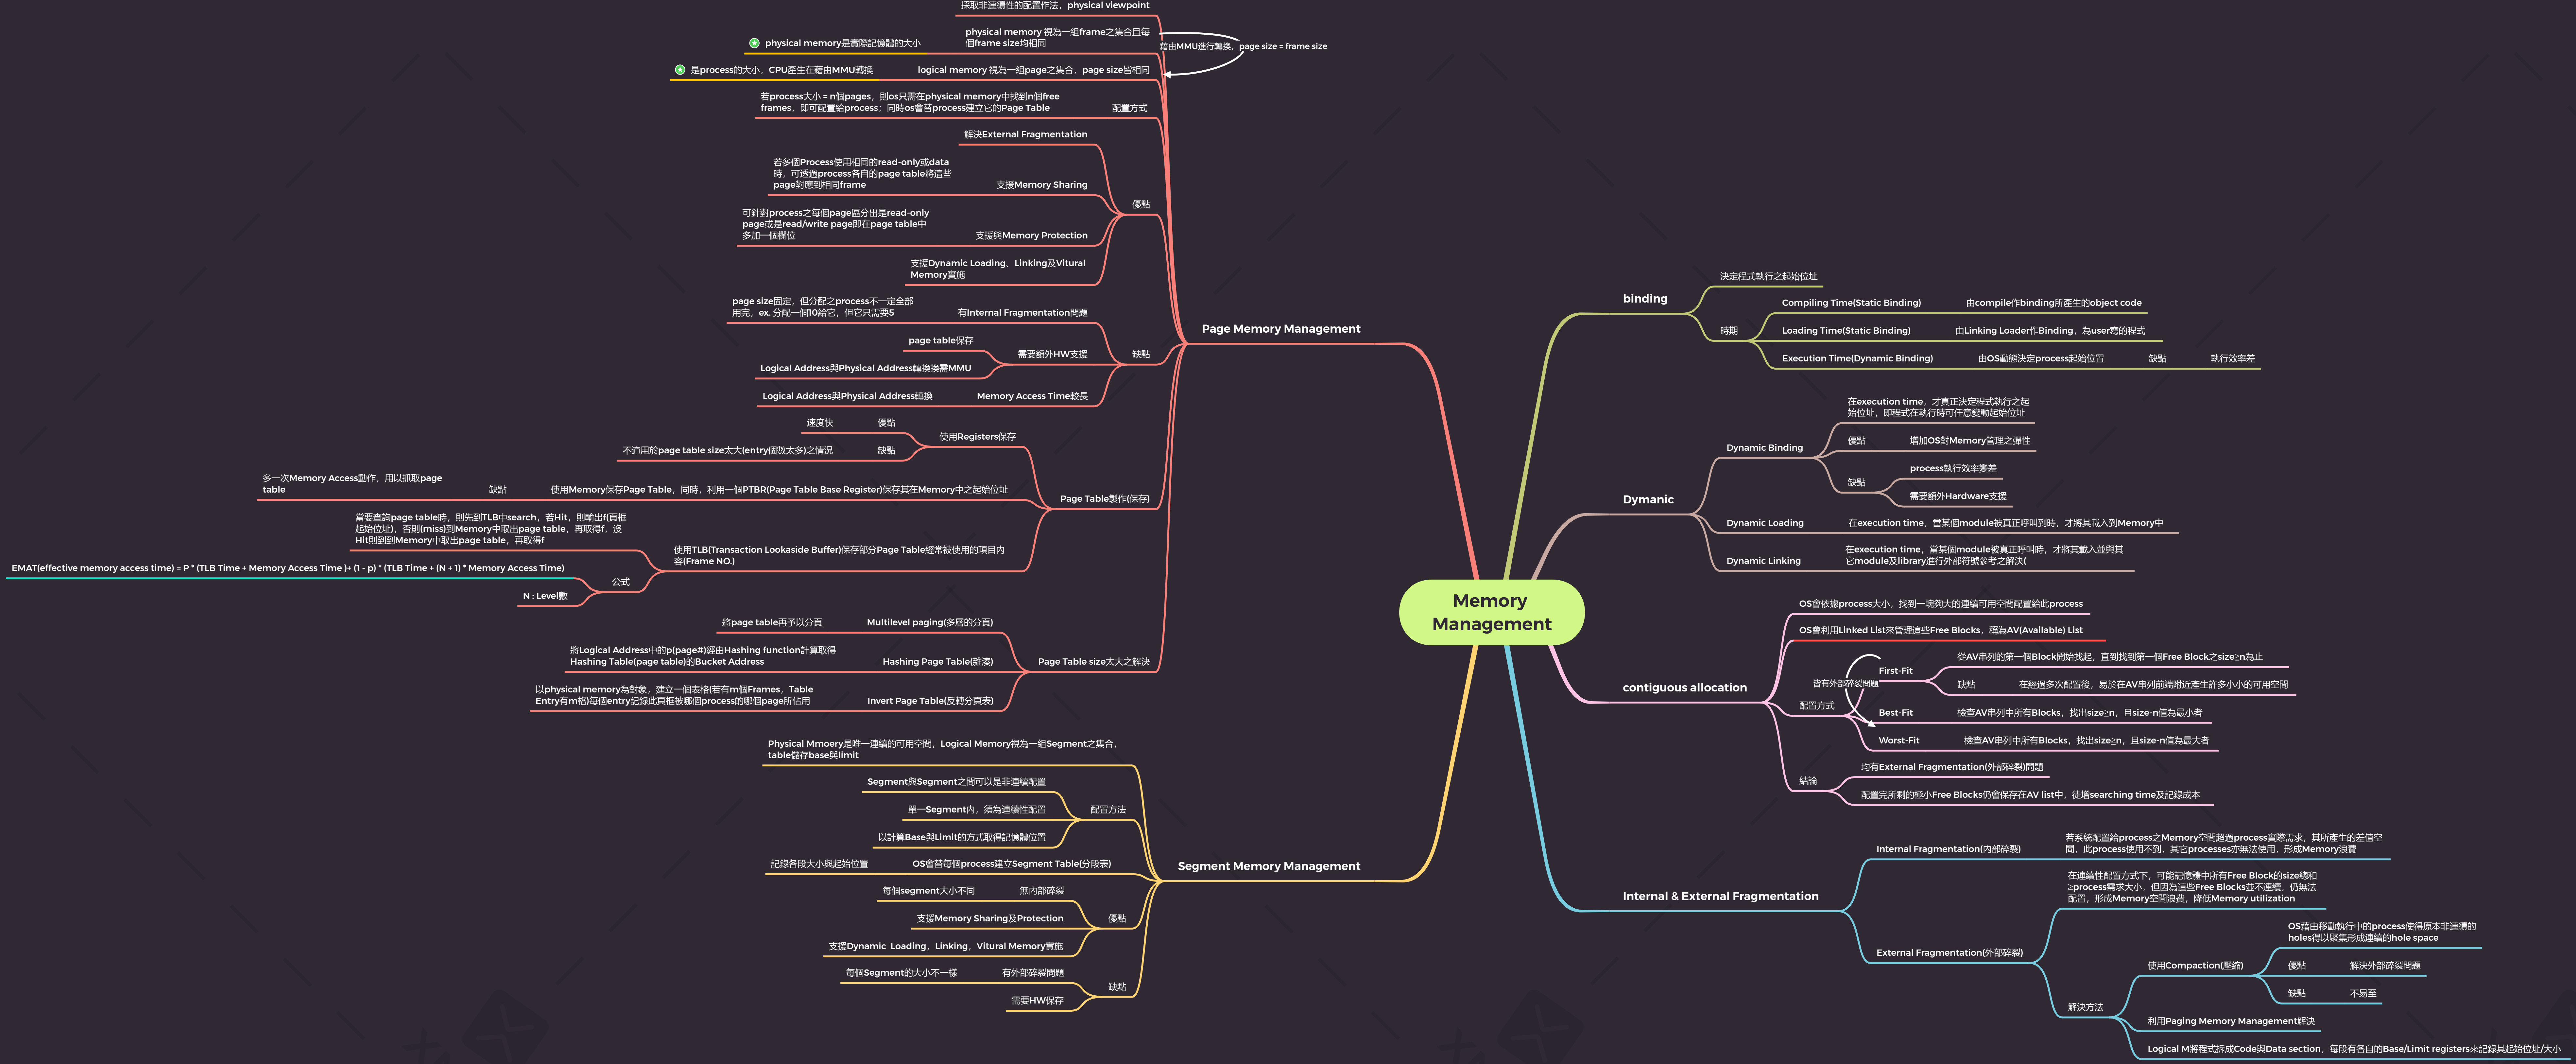 Memory
Management
binding
決定程式執行之起始位址
時期
Compiling Time(Static Binding)
由compile作binding所產生的object code
Loading Time(Static Binding)
由Linking Loader作Binding，為user寫的程式
Execution Time(Dynamic Binding)
由OS動態決定process起始位置
缺點
執行效率差
Dymanic
Dynamic Binding
在execution time，才真正決定程式執行之起
始位址，即程式在執行時可任意變動起始位址
優點
增加OS對Memory管理之彈性
缺點
process執行效率變差
需要額外Hardware支援
Dynamic Loading
在execution time，當某個module被真正呼叫到時，才將其載入到Memory中
Dynamic Linking
在execution time，當某個module被真正呼叫時，才將其載入並與其
它module及library進行外部符號參考之解決(
contiguous allocation
OS會依據process大小，找到一塊夠大的連續可用空間配置給此process
OS會利用Linked List來管理這些Free Blocks，稱為AV(Available) List
配置方式
皆有外部碎裂問題
First-Fit
從AV串列的第一個Block開始找起，直到找到第一個Free Block之size≧n為止
缺點
在經過多次配置後，易於在AV串列前端附近產生許多小小的可用空間
Best-Fit
檢查AV串列中所有Blocks，找出size≧n，且size-n值為最小者
Worst-Fit
檢查AV串列中所有Blocks，找出size≧n，且size-n值為最大者
結論
均有External Fragmentation(外部碎裂)問題
配置完所剩的極小Free Blocks仍會保存在AV list中，徒增searching time及記錄成本
Internal & External Fragmentation
Internal Fragmentation(內部碎裂)
若系統配置給process之Memory空間超過process實際需求，其所產生的差值空
間，此process使用不到，其它processes亦無法使用，形成Memory浪費
External Fragmentation(外部碎裂)
在連續性配置方式下，可能記憶體中所有Free Block的size總和
≧process需求大小，但因為這些Free Blocks並不連續，仍無法
配置，形成Memory空間浪費，降低Memory utilization
解決方法
使用Compaction(壓縮)
OS藉由移動執行中的process使得原本非連續的
holes得以聚集形成連續的hole space
優點
解決外部碎裂問題
缺點
不易至
利用Paging Memory Management解決
Logical M將程式拆成Code與Data section，每段有各自的Base/Limit registers來記錄其起始位址/大小
Page Memory Management
採取非連續性的配置作法，physical viewpoint
physical memory 視為一組frame之集合且每
個frame size均相同
physical memory是實際記憶體的大小
藉由MMU進行轉換，page size = frame size
logical memory 視為一組page之集合，page size皆相同
是process的大小，CPU產生在藉由MMU轉換
配置方式
若process大小 = n個pages，則os只需在physical memory中找到n個free
frames，即可配置給process；同時os會替process建立它的Page Table
優點
解決External Fragmentation
支援Memory Sharing
若多個Process使用相同的read-only或data
時，可透過process各自的page table將這些
page對應到相同frame
支援與Memory Protection
可針對process之每個page區分出是read-only
page或是read/write page即在page table中
多加一個欄位
支援Dynamic Loading、Linking及Vitural
Memory實施
缺點
有Internal Fragmentation問題
page size固定，但分配之process不一定全部
用完，ex. 分配一個10給它，但它只需要5
需要額外HW支援
page table保存
Logical Address與Physical Address轉換換需MMU
Memory Access Time較長
Logical Address與Physical Address轉換
Page Table製作(保存)
使用Registers保存
優點
速度快
缺點
不適用於page table size太大(entry個數太多)之情況
使用Memory保存Page Table，同時，利用一個PTBR(Page Table Base Register)保存其在Memory中之起始位址
缺點
多一次Memory Access動作，用以抓取page
table
使用TLB(Transaction Lookaside Buffer)保存部分Page Table經常被使用的項目內
容(Frame NO.)
當要查詢page table時，則先到TLB中search，若Hit，則輸出f(頁框
起始位址)，否則(miss)到Memory中取出page table，再取得f，沒
Hit則到到Memory中取出page table，再取得f
公式
EMAT(effective memory access time) = P * (TLB Time + Memory Access Time )+ (1 - p) * (TLB Time + (N + 1) * Memory Access Time)
N : Level數
Page Table size太大之解決
Multilevel paging(多層的分頁)
將page table再予以分頁
Hashing Page Table(雜湊)
將Logical Address中的p(page#)經由Hashing function計算取得
Hashing Table(page table)的Bucket Address
Invert Page Table(反轉分頁表)
以physical memory為對象，建立一個表格(若有m個Frames，Table
Entry有m格)每個entry記錄此頁框被哪個process的哪個page所佔用
Segment Memory Management
Physical Mmoery是唯一連續的可用空間，Logical Memory視為一組Segment之集合，
table儲存base與limit
配置方法
Segment與Segment之間可以是非連續配置
單一Segment內，須為連續性配置
以計算Base與Limit的方式取得記憶體位置
OS會替每個process建立Segment Table(分段表)
記錄各段大小與起始位置
優點
無內部碎裂
每個segment大小不同
支援Memory Sharing及Protection
支援Dynamic Loading，Linking，Vitural Memory實施
缺點
有外部碎裂問題
每個Segment的大小不一樣
需要HW保存